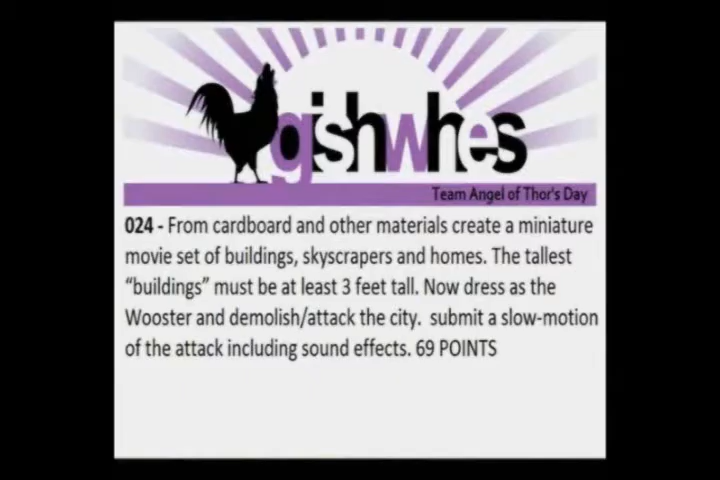 gishwhes
Team Angel of Thor's Day
024 - From cardboard and other materials create a miniature
movie set of buildings, skyscrapers and homes. The tallest
“buildings” must be at least 3 feet tall. Now dress as the
Wooster and demolish/attack the city.  submit a slow-motion
of the attack including sound effects. 69 POINTS